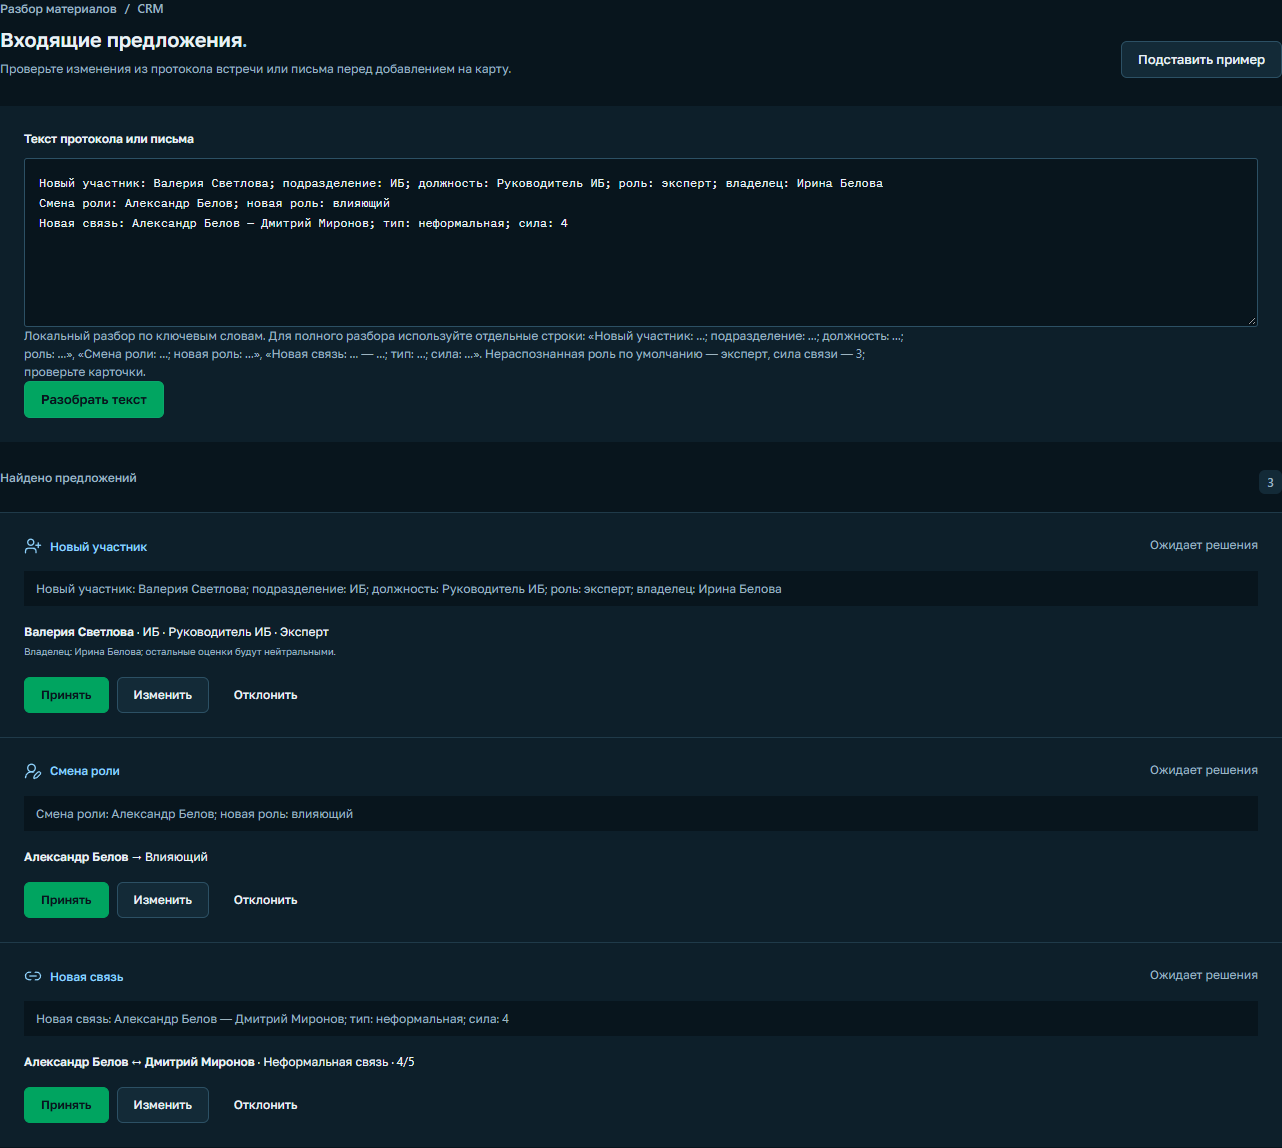 Разбор материалов / CRM
Входящие предложения.
Проверьте изменения из протокола встречи или письма перед добавлением на карту.
Подставить пример
Текст протокола или письма
Новый участник: Валерия Светлова; подразделение: ИБ; должность: Руководитель ИБ; роль: эксперт; владелец: Ирина Белова
Смена роли: Александр Белов; новая роль: влияющий
Новая связь: Александр Белов — Дмитрий Миронов; тип: неформальная; сила: 4
Локальный разбор по ключевым словам. Для полного разбора используйте отдельные строки: «Новый участник: …; подразделение: …; должность: …;
роль: …», «Смена роли: …; новая роль: …», «Новая связь: … — …; тип: …; сила: …». Нераспознанная роль по умолчанию — эксперт, сила связи — 3;
проверьте карточки.
Разобрать текст
Найдено предложений
3
Новый участник
Ожидает решения
Новый участник: Валерия Светлова; подразделение: ИБ; должность: Руководитель ИБ; роль: эксперт; владелец: Ирина Белова
Валерия Светлова · ИБ · Руководитель ИБ · Эксперт
Владелец: Ирина Белова; остальные оценки будут нейтральными.
Принять Изменить Отклонить
Смена роли
Ожидает решения
Смена роли: Александр Белов; новая роль: влияющий
Александр Белов → Влияющий
Принять Изменить Отклонить
Новая связь
Ожидает решения
Новая связь: Александр Белов — Дмитрий Миронов; тип: неформальная; сила: 4
Александр Белов ↔ Дмитрий Миронов · Неформальная связь · 4/5
Принять Изменить Отклонить